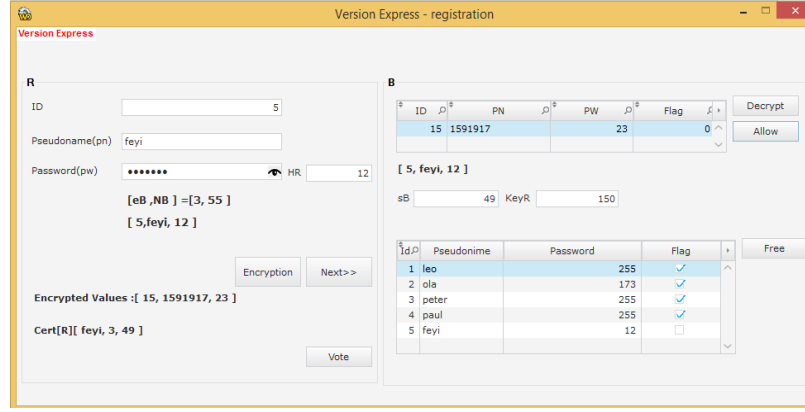 Version Express - registration
Version Express
R
ID 5
Pseudoname(pn) feyi
Password(pw) ••••••• HR 12
[eB ,NB ] =[3, 55 ]
[ 5,feyi, 12 ]
Encryption Next>>
Encrypted Values :[ 15, 1591917, 23 ]
Cert[R][ feyi, 3, 49 ]
Vote
B
ID PN PW Flag
15 1591917 23 0
Decrypt
Allow
[ 5, feyi, 12 ]
sB 49 KeyR 150
Id. Pseudonime Password Flag
1 leo 255
2 ola 173
3 peter 255
4 paul 255
5 feyi 12
Free